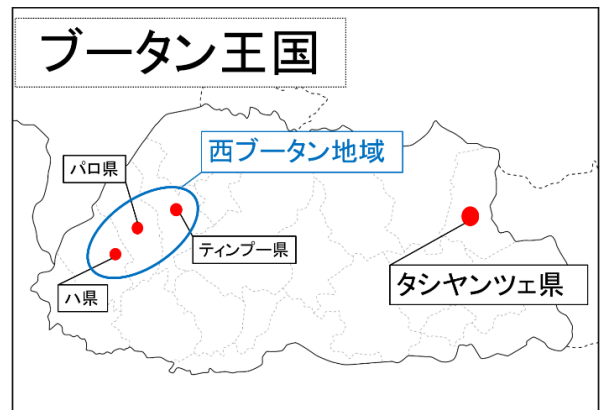 ブータン王国
西ブータン地域
パロ県
ティンプー県
ハ県
タシヤンツェ県